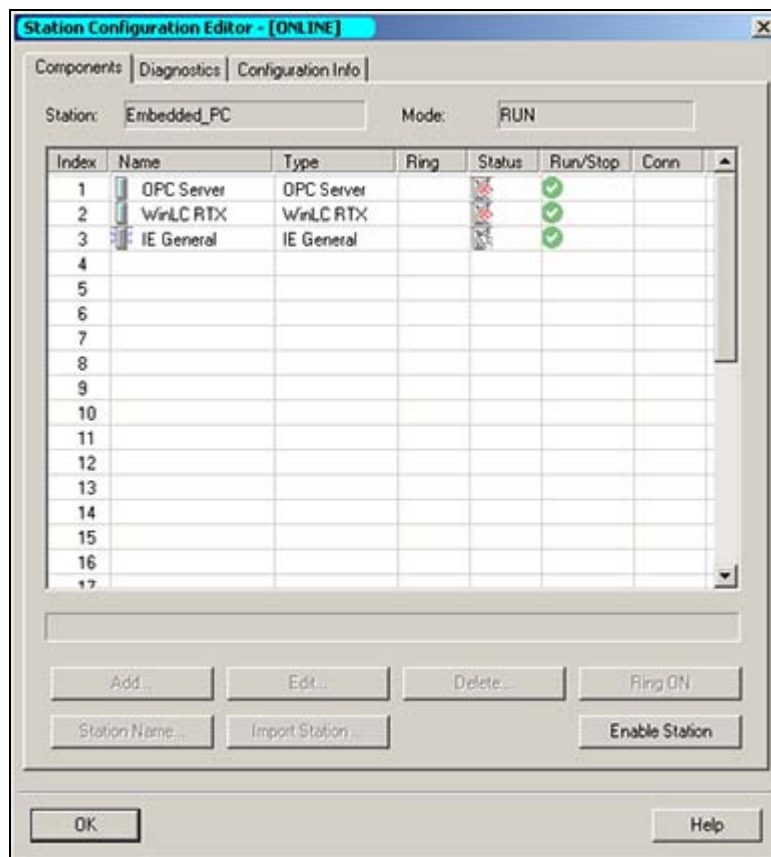 Station Configuration Editor - [ONLINE]
Components Diagnostics Configuration Info
Station: Embedded_PC Mode: RUN
Index Name Type Ring Status Run/Stop Conn
1 OPC Server OPC Server
2 WinLC RTX WinLC RTX
3 IE General IE General
4
5
6
7
8
9
10
11
12
13
14
15
16
17
Add... Edit... Delete... Ring ON
Station Name... Import Station ... Enable Station
OK Help